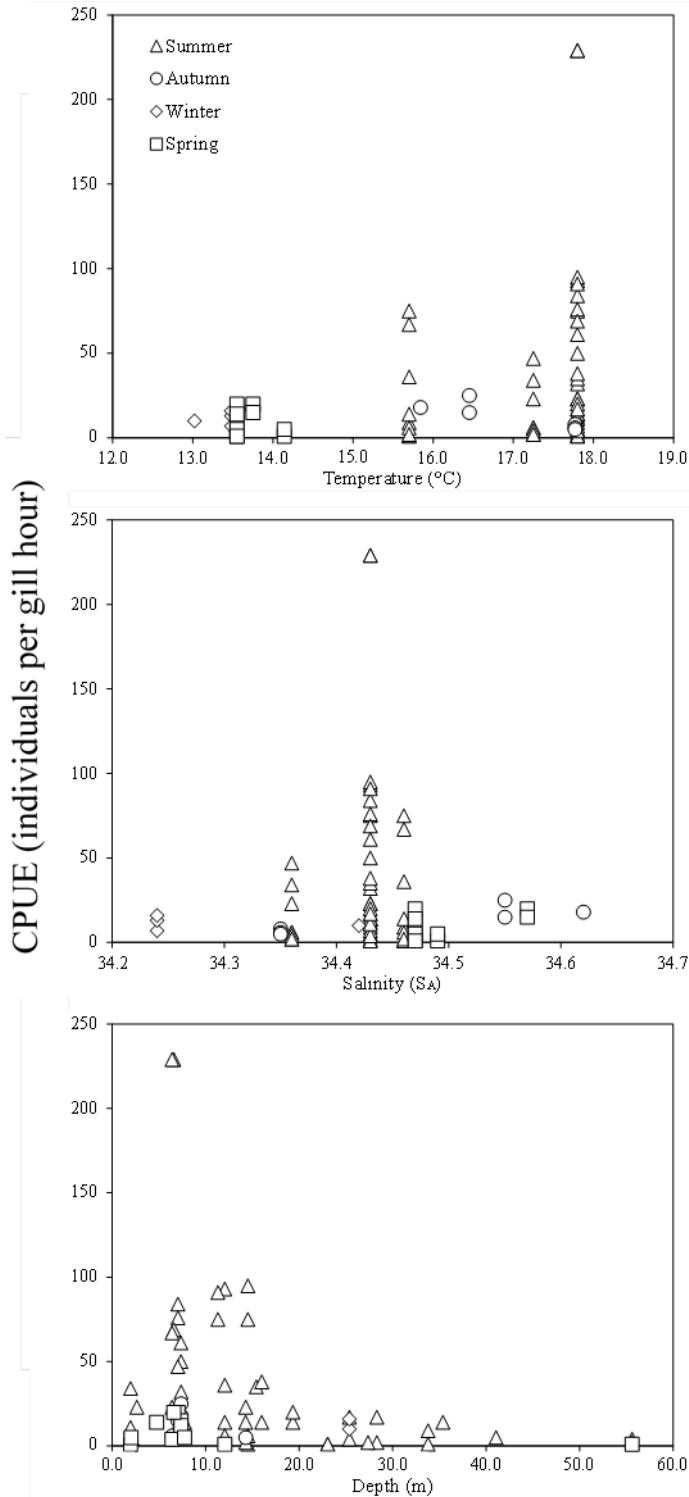 250
Summer
Autumn
200
Winter
Spring
150
100
50
0
12.0 13.0 14.0 15.0 16.0 17.0 18.0 19.0
Temperature (°C)
CPUE (individuals per gill hour)
250
200
150
100
50
0
34.2 34.3 34.4 34.5 34.6 34.7
Salinity (SA)
250
200
150
100
50
0
0.0 10.0 20.0 30.0 40.0 50.0 60.0
Depth (m)